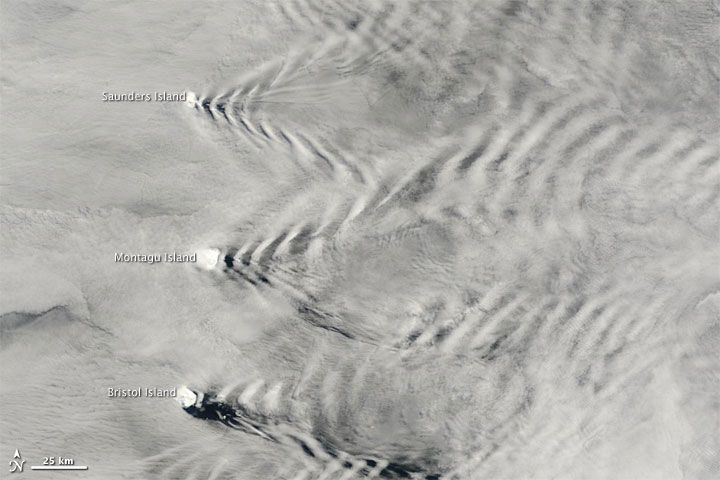 Saunders Island
Montagu Island
Bristol Island
N
25 km